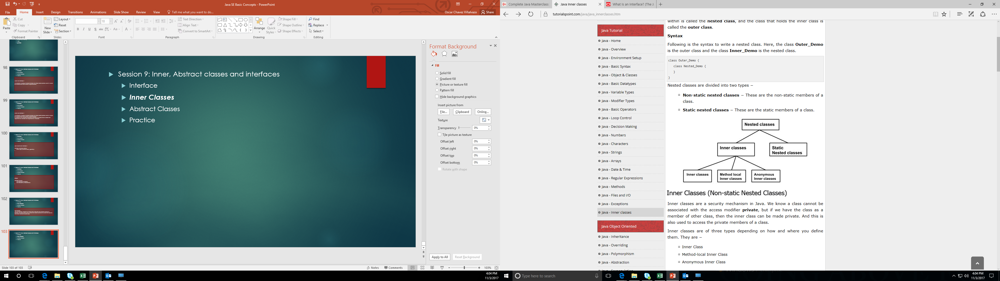 Java SE Basic Concepts - PowerPoint
File
Home
Insert
Design
Transitions
Animations
Slide Show
Review
View
Tell me what you want to do...
Oscar Chavez Villalvazo
Share
Paste
Cut
Copy
Format Painter
Clipboard
New Slide
Layout
Reset
Section
Slides
18
Font
Text Direction
Align Text
Convert to SmartArt
Paragraph
Arrange
Quick Styles
Shape Fill
Shape Outline
Shape Effects
Drawing
Find
Replace
Select
Editing
98
99
100
101
102
103
Session 9: Inner, Abstract classes and interfaces
Interface
Inner Classes
Abstract Classes
Practice
Format Background
Fill
Solid fill
Gradient fill
Picture or texture fill
Pattern fill
Hide background graphics
Insert picture from
File...
Clipboard
Online...
Texture
Transparency 0%
Tile picture as texture
Offset left 0%
Offset right 0%
Offset top 0%
Offset bottom 0%
Rotate with shape
Apply to All
Reset Background
Slide 103 of 103
Notes
Comments
103%
4:04 PM
11/3/2017
Complete Java Masterclass
Java Inner classes
What Is an Interface? (The Ja
tutorialspoint.com/java/java_innerclasses.htm
Java Tutorial
Java - Home
Java - Overview
Java - Environment Setup
Java - Basic Syntax
Java - Object & Classes
Java - Basic Datatypes
Java - Variable Types
Java - Modifier Types
Java - Basic Operators
Java - Loop Control
Java - Decision Making
Java - Numbers
Java - Characters
Java - Strings
Java - Arrays
Java - Date & Time
Java - Regular Expressions
Java - Methods
Java - Files and I/O
Java - Exceptions
Java - Inner classes
Java Object Oriented
Java - Inheritance
Java - Overriding
Java - Polymorphism
Java - Abstraction
within is called the nested class, and the class that holds the inner class is
called the outer class.
Syntax
Following is the syntax to write a nested class. Here, the class Outer_Demo
is the outer class and the class Inner_Demo is the nested class.
class Outer_Demo {
class Nested_Demo {
}
}
Nested classes are divided into two types −
Non-static nested classes − These are the non-static members of a
class.
Static nested classes − These are the static members of a class.
Nested classes
Inner classes
Static
Nested classes
Inner classes
Method local
Inner classes
Anonymous
Inner classes
Inner Classes (Non-static Nested Classes)
Inner classes are a security mechanism in Java. We know a class cannot be
associated with the access modifier private, but if we have the class as a
member of other class, then the inner class can be made private. And this is
also used to access the private members of a class.
Inner classes are of three types depending on how and where you define
them. They are −
Inner Class
Method-local Inner Class
Anonymous Inner Class
Type here to search
4:04 PM
11/3/2017